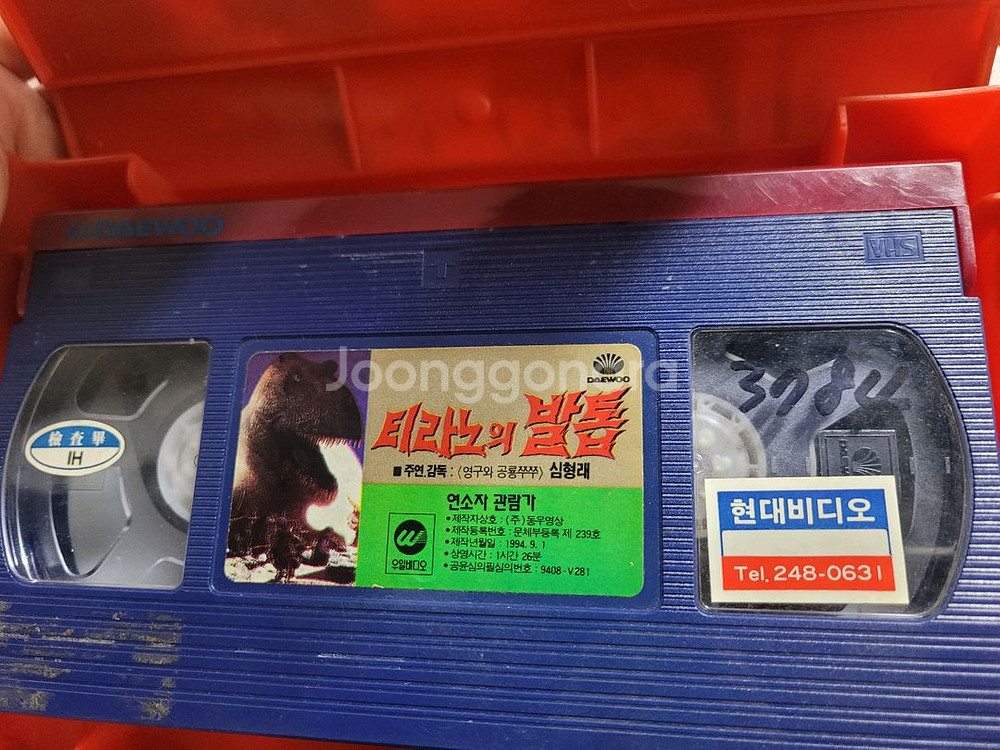 DAEWOO
VHS
Joonggonara
檢査畢
IH
DAEWOO
티라노의 발톱
■ 주연.감독 : 〈영구와 공룡쭈쭈〉 심형래
연소자 관람가
• 제작자상호 : (주) 동우영상
• 제작등록번호 : 문체부등록 제 239호
• 제작년월일 : 1994. 9. 1
• 상영시간 : 1시간 26분
• 공윤심의필심의번호 : 9408-V281
우일비디오
3784
DAEWOO
현대비디오
Tel. 248-0631